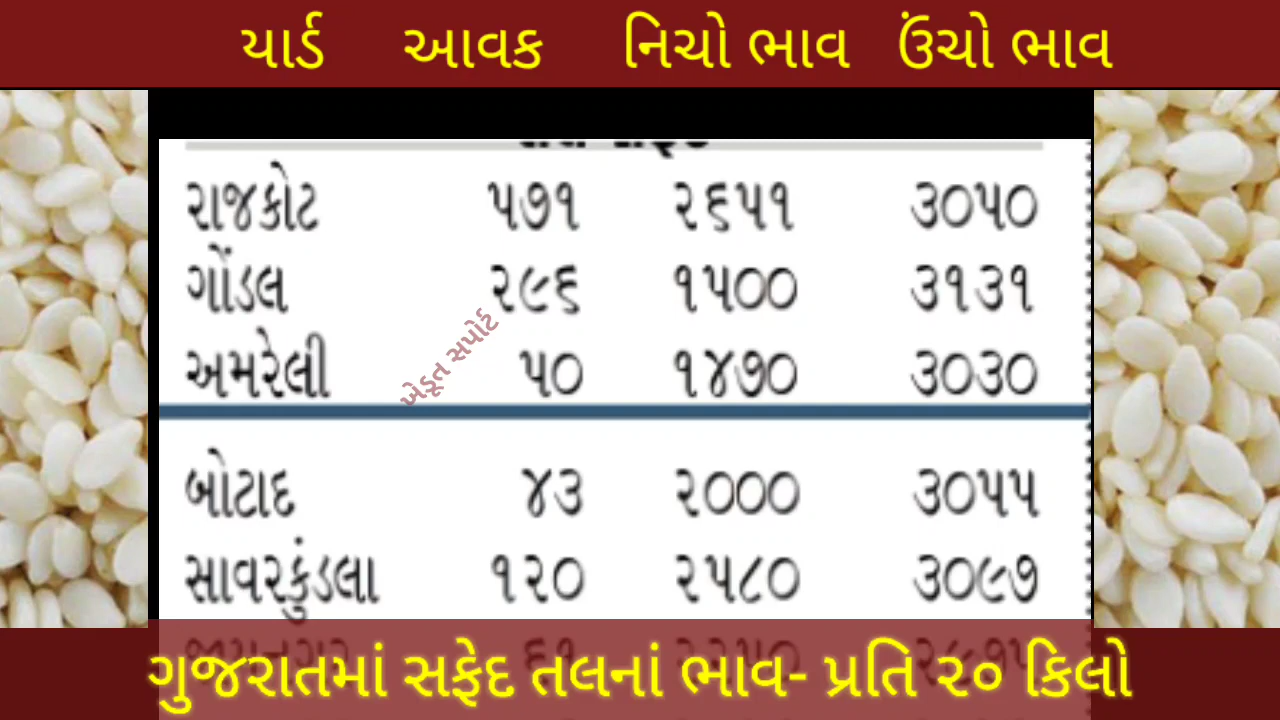 યાર્ડ આવક નિચો ભાવ ઉંચો ભાવ
રાજકોટ ૫૭૧ ૨૬૫૧ ૩૦૫૦
ગોંડલ ૨૯૬ ૧૫૦૦ ૩૧૩૧
અમરેલી ૫૦ ૧૪૭૦ ૩૦૩૦
ખેડૂત સપોર્ટ
બોટાદ ૪૩ ૨૦૦૦ ૩૦૫૫
સાવરકુંડલા ૧૨૦ ૨૫૮૦ ૩૦૯૭
ગુજરાતમાં સફેદ તલનાં ભાવ- પ્રતિ ૨૦ કિલો